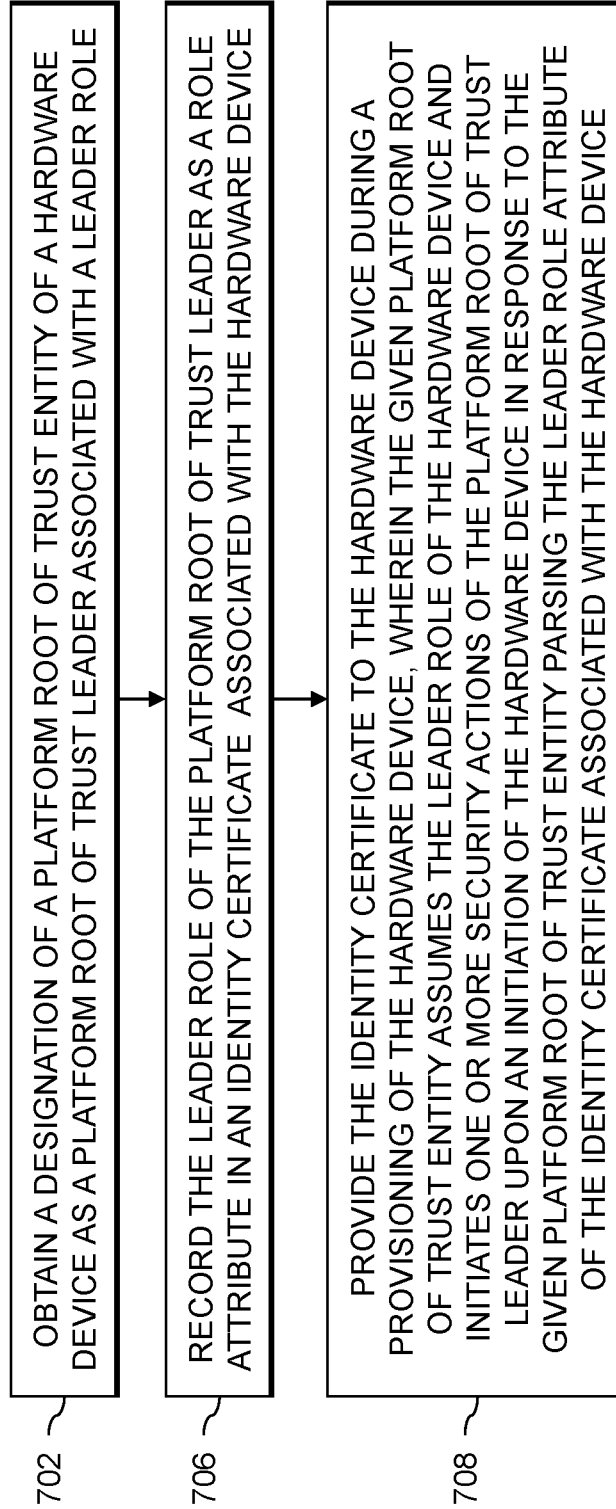 702
OBTAIN A DESIGNATION OF A PLATFORM ROOT OF TRUST ENTITY OF A HARDWARE
DEVICE AS A PLATFORM ROOT OF TRUST LEADER ASSOCIATED WITH A LEADER ROLE
706
RECORD THE LEADER ROLE OF THE PLATFORM ROOT OF TRUST LEADER AS A ROLE
ATTRIBUTE IN AN IDENTITY CERTIFICATE ASSOCIATED WITH THE HARDWARE DEVICE
708
PROVIDE THE IDENTITY CERTIFICATE TO THE HARDWARE DEVICE DURING A
PROVISIONING OF THE HARDWARE DEVICE, WHEREIN THE GIVEN PLATFORM ROOT
OF TRUST ENTITY ASSUMES THE LEADER ROLE OF THE HARDWARE DEVICE AND
INITIATES ONE OR MORE SECURITY ACTIONS OF THE PLATFORM ROOT OF TRUST
LEADER UPON AN INITIATION OF THE HARDWARE DEVICE IN RESPONSE TO THE
GIVEN PLATFORM ROOT OF TRUST ENTITY PARSING THE LEADER ROLE ATTRIBUTE
OF THE IDENTITY CERTIFICATE ASSOCIATED WITH THE HARDWARE DEVICE